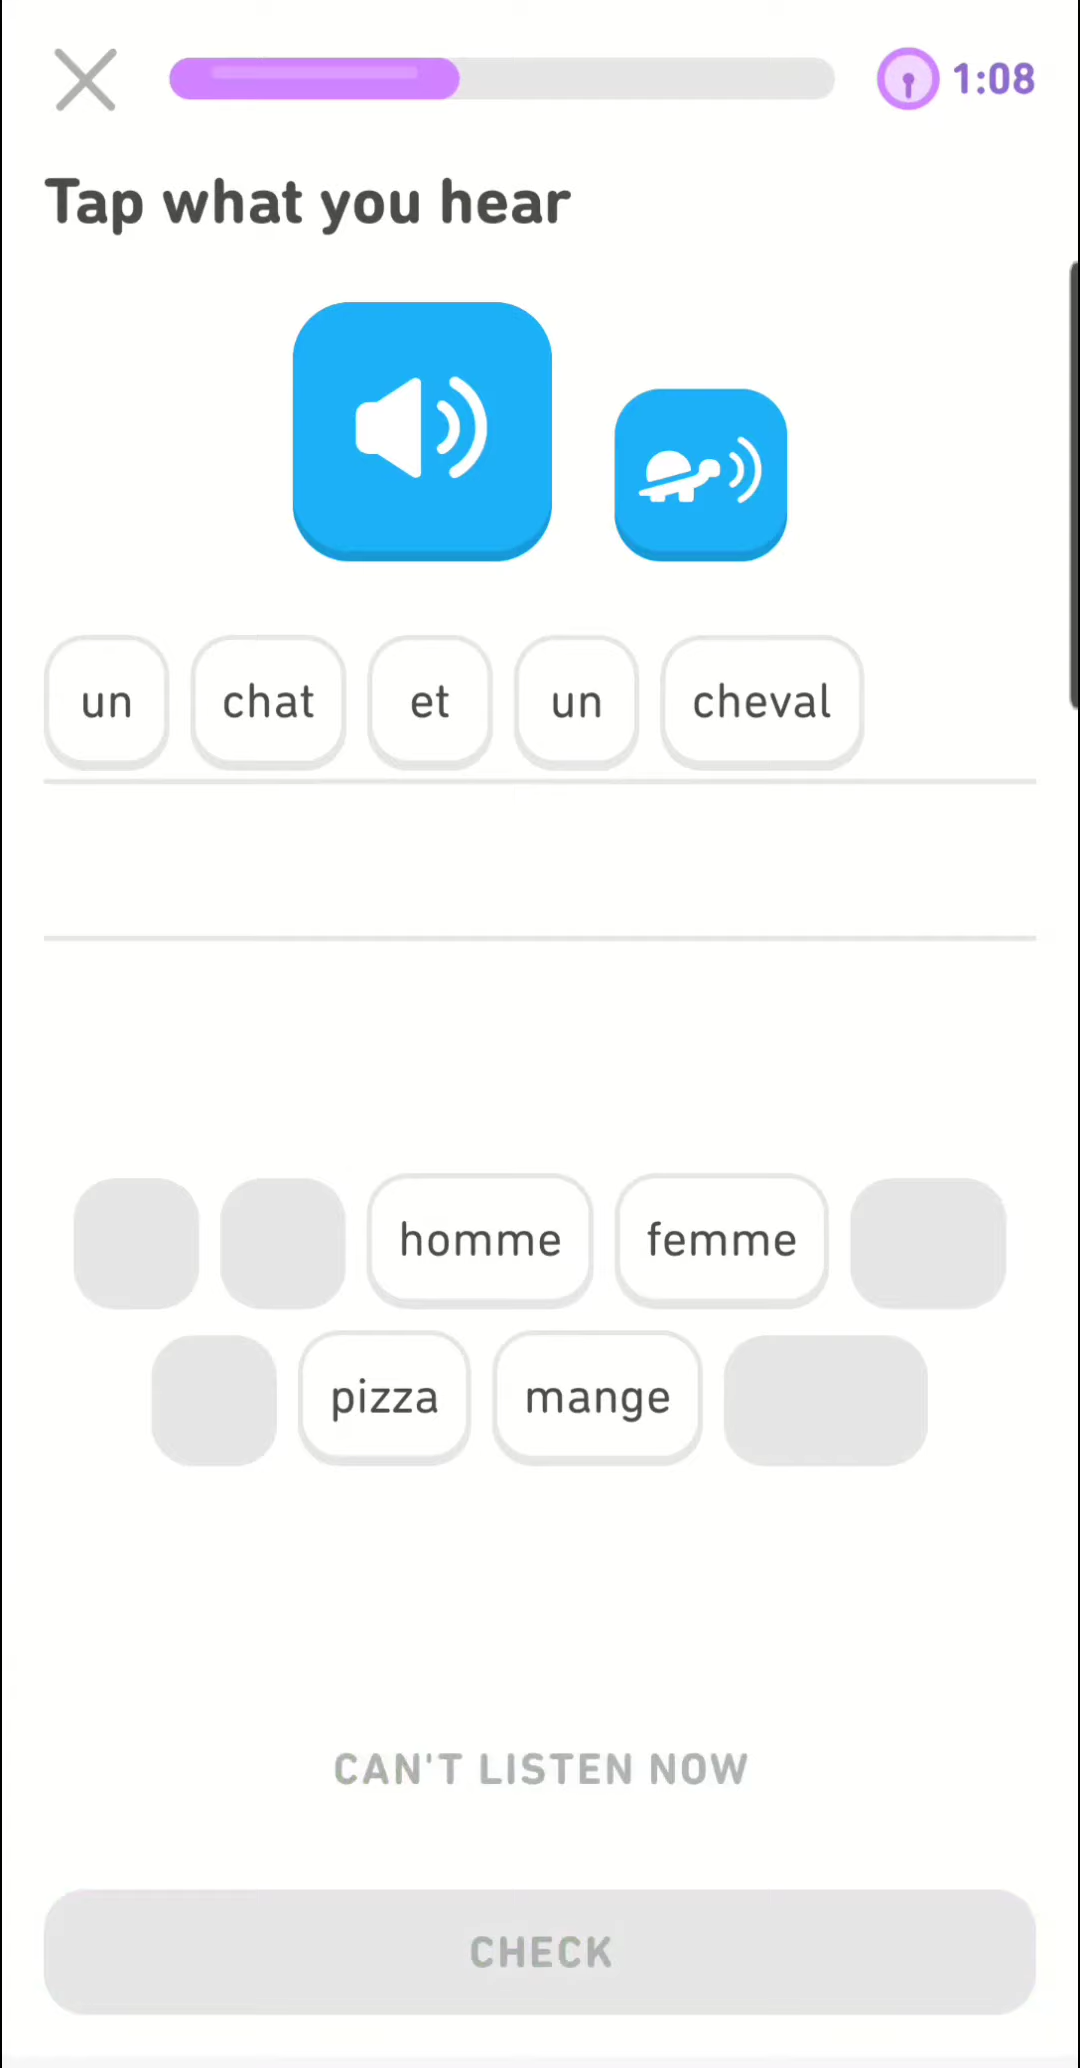 1:08
Tap what you hear
un chat et un cheval
homme femme
pizza mange
CAN'T LISTEN NOW
CHECK